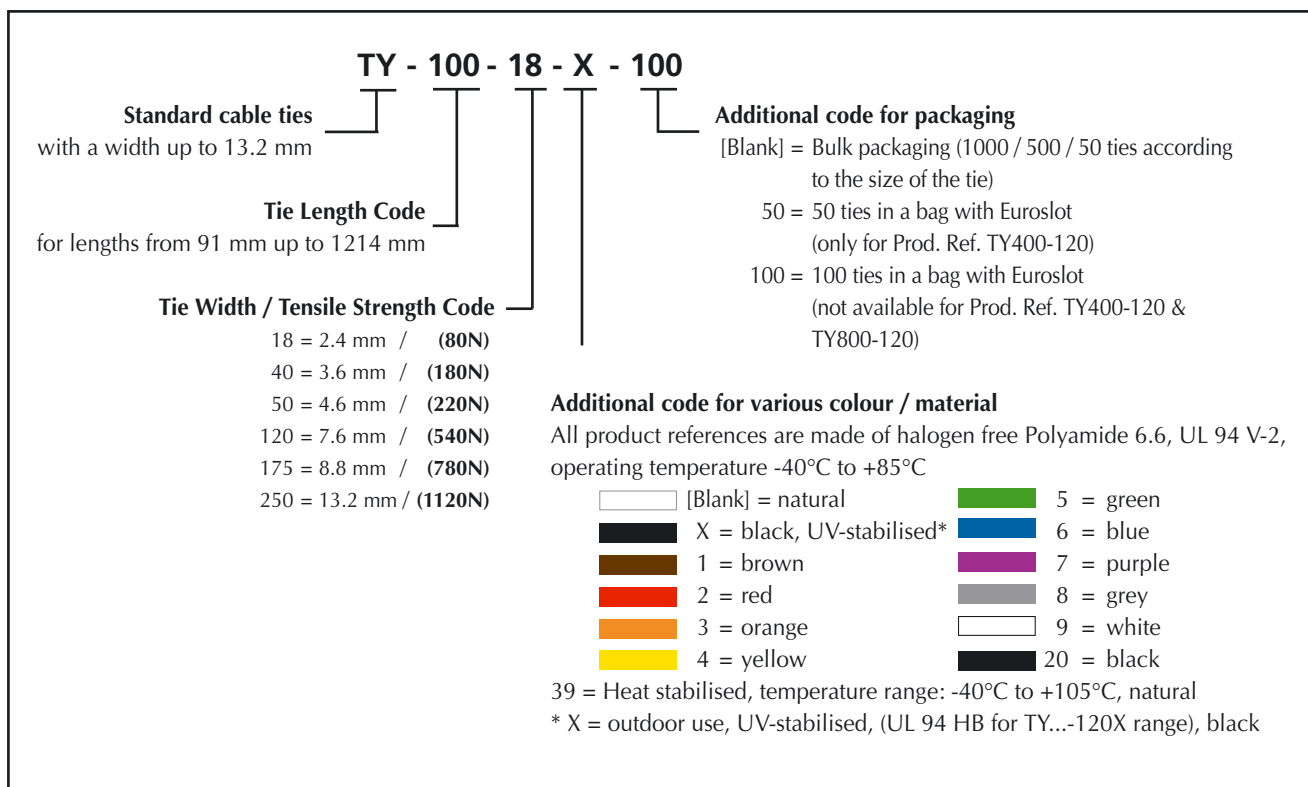 TY - 100 - 18 - X - 100
Standard cable ties
with a width up to 13.2 mm
Tie Length Code
for lengths from 91 mm up to 1214 mm
Tie Width / Tensile Strength Code
18 = 2.4 mm / (80N)
40 = 3.6 mm / (180N)
50 = 4.6 mm / (220N)
120 = 7.6 mm / (540N)
175 = 8.8 mm / (780N)
250 = 13.2 mm / (1120N)
Additional code for packaging
[Blank] = Bulk packaging (1000 / 500 / 50 ties according
to the size of the tie)
50 = 50 ties in a bag with Euroslot
(only for Prod. Ref. TY400-120)
100 = 100 ties in a bag with Euroslot
(not available for Prod. Ref. TY400-120 &
TY800-120)
Additional code for various colour / material
All product references are made of halogen free Polyamide 6.6, UL 94 V-2,
operating temperature -40°C to +85°C
[Blank] = natural
X = black, UV-stabilised*
1 = brown
2 = red
3 = orange
4 = yellow
5 = green
6 = blue
7 = purple
8 = grey
9 = white
20 = black
39 = Heat stabilised, temperature range: -40°C to +105°C, natural
* X = outdoor use, UV-stabilised, (UL 94 HB for TY...-120X range), black